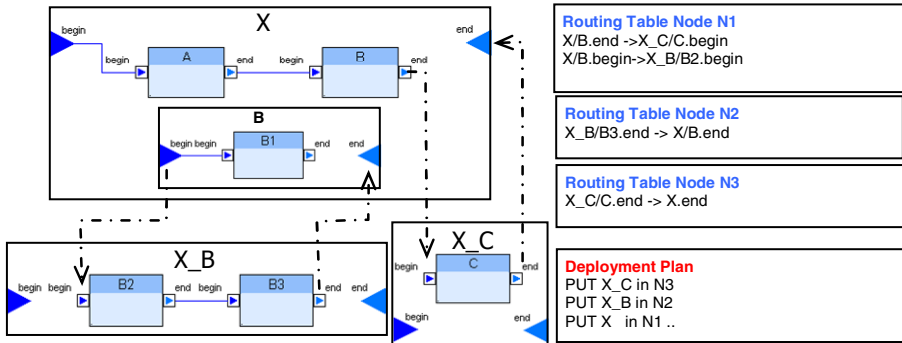 X
begin
end
begin
A
end
begin
B
end
B
begin
begin
B1
end
end
X_B
begin
begin
B2
end
begin
B3
end
end
X_C
begin
C
end
begin
end
Routing Table Node N1
X/B.end ->X_C/C.begin
X/B.begin->X_B/B2.begin
Routing Table Node N2
X_B/B3.end -> X/B.end
Routing Table Node N3
X_C/C.end -> X.end
Deployment Plan
PUT X_C in N3
PUT X_B in N2
PUT X in N1 ..